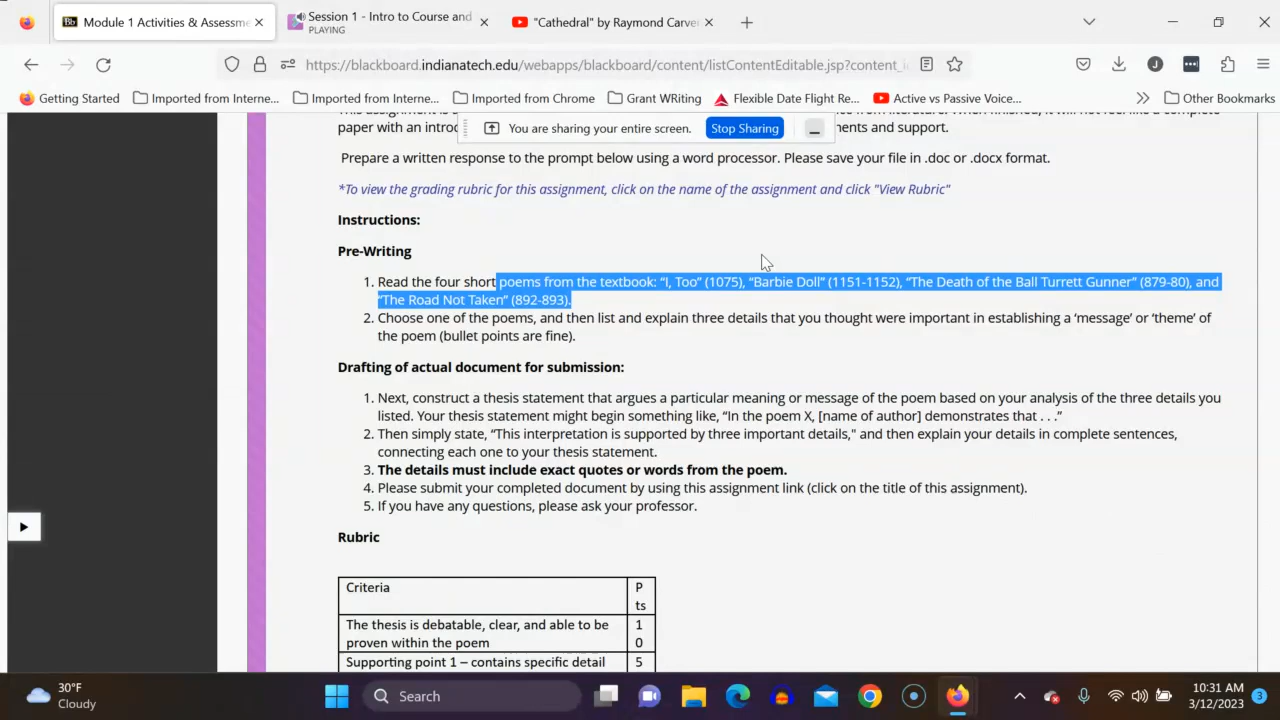 Bb Module 1 Activities & Assessme
Session 1 - Intro to Course and
PLAYING
"Cathedral" by Raymond Carve
https://blackboard.indianatech.edu/webapps/blackboard/content/listContentEditable.jsp?content_i
J
Getting Started Imported from Interne... Imported from Interne... Imported from Chrome Grant WRiting Flexible Date Flight Re... Active vs Passive Voice... Other Bookmarks
paper with an introd
You are sharing your entire screen. Stop Sharing
ents and support.
Prepare a written response to the prompt below using a word processor. Please save your file in .doc or .docx format.
*To view the grading rubric for this assignment, click on the name of the assignment and click "View Rubric"
Instructions:
Pre-Writing
1. Read the four short poems from the textbook: “I, Too” (1075), “Barbie Doll” (1151-1152), “The Death of the Ball Turrett Gunner” (879-80), and
“The Road Not Taken” (892-893).
2. Choose one of the poems, and then list and explain three details that you thought were important in establishing a ‘message’ or ‘theme’ of
the poem (bullet points are fine).
Drafting of actual document for submission:
1. Next, construct a thesis statement that argues a particular meaning or message of the poem based on your analysis of the three details you
listed. Your thesis statement might begin something like, “In the poem X, [name of author] demonstrates that . . .”
2. Then simply state, “This interpretation is supported by three important details," and then explain your details in complete sentences,
connecting each one to your thesis statement.
3. The details must include exact quotes or words from the poem.
4. Please submit your completed document by using this assignment link (click on the title of this assignment).
5. If you have any questions, please ask your professor.
Rubric
Criteria
P
ts
The thesis is debatable, clear, and able to be
proven within the poem
1
0
Supporting point 1 – contains specific detail
5
30°F
Cloudy
Search
10:31 AM
3/12/2023
3